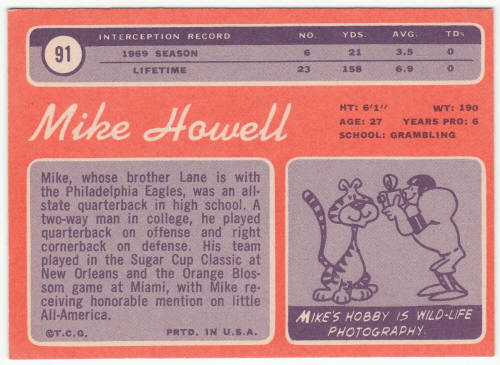 91
INTERCEPTION RECORD NO. YDS. AVG. TDs
1969 SEASON 6 21 3.5 0
LIFETIME 23 158 6.9 0
Mike Howell
HT: 6'1" WT: 190
AGE: 27 YEARS PRO: 6
SCHOOL: GRAMBLING
Mike, whose brother Lane is with
the Philadelphia Eagles, was an all-
state quarterback in high school. A
two-way man in college, he played
quarterback on offense and right
cornerback on defense. His team
played in the Sugar Cup Classic at
New Orleans and the Orange Blos-
som game at Miami, with Mike re-
ceiving honorable mention on little
All-America.
©T.C.G. PRTD. IN U.S.A.
MIKE'S HOBBY IS WILD-LIFE
PHOTOGRAPHY.